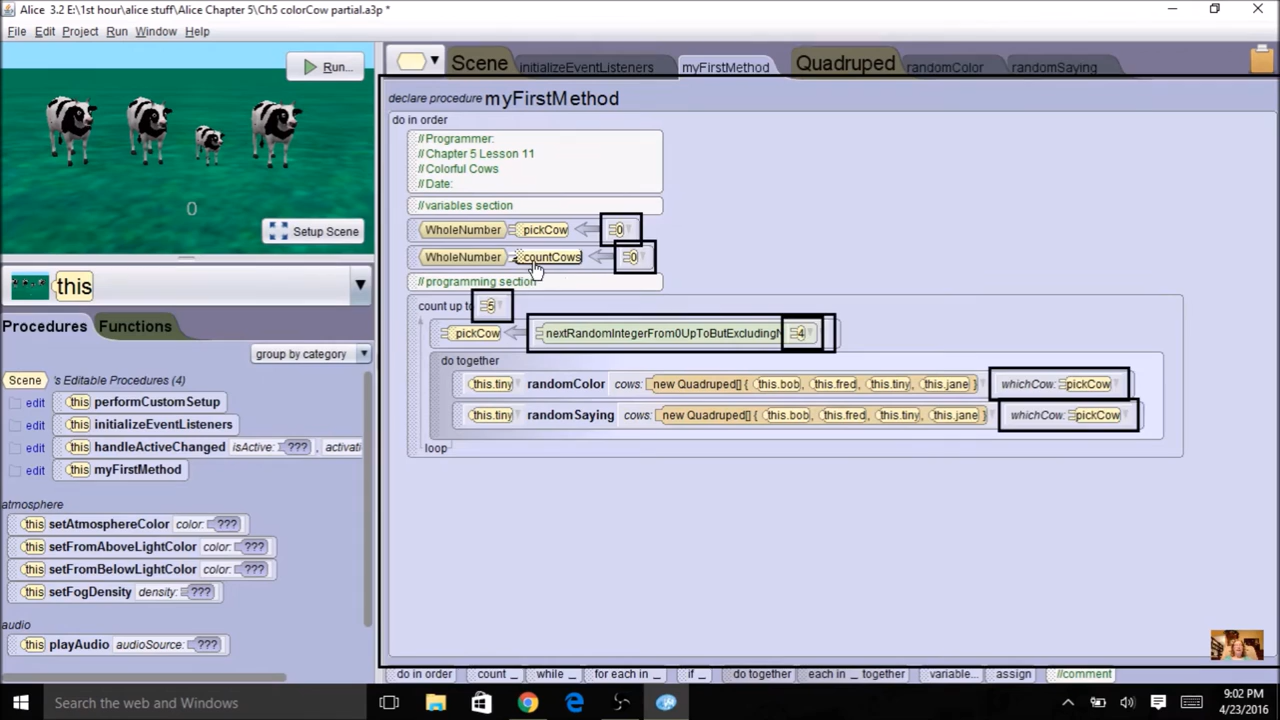 Alice 3.2 E:\1st hour\alice stuff\Alice Chapter 5\Ch5 colorCow partial.a3p *
File Edit Project Run Window Help
Run...
0
Setup Scene
this
Procedures Functions
group by category
Scene 's Editable Procedures (4)
edit this performCustomSetup
edit this initializeEventListeners
edit this handleActiveChanged isActive: ??? , activati
edit this myFirstMethod
atmosphere
this setAtmosphereColor color: ???
this setFromAboveLightColor color: ???
this setFromBelowLightColor color: ???
this setFogDensity density: ???
audio
this playAudio audioSource: ???
Scene initializeEventListeners myFirstMethod Quadruped randomColor randomSaying
declare procedure myFirstMethod
do in order
//Programmer:
//Chapter 5 Lesson 11
//Colorful Cows
//Date:
//variables section
WholeNumber pickCow 0
WholeNumber countCows 0
//programming section
count up to 5
pickCow nextRandomIntegerFrom0UpToButExcludingN 4
do together
this.tiny randomColor cows: new Quadruped[] { this.bob, this.fred, this.tiny, this.jane } whichCow: pickCow
this.tiny randomSaying cows: new Quadruped[] { this.bob, this.fred, this.tiny, this.jane } whichCow: pickCow
loop
do in order count _ while _ for each in _ if _ do together each in _ together variable... assign //comment
Search the web and Windows
9:02 PM
4/23/2016